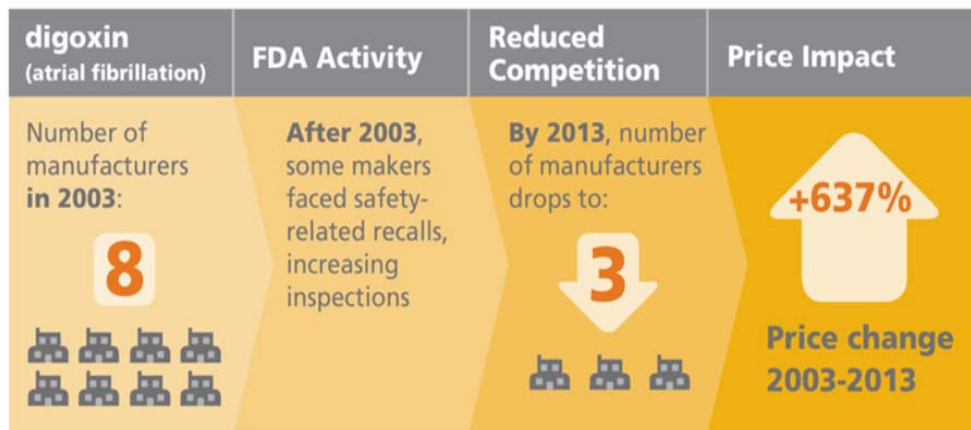 digoxin
(atrial fibrillation)
FDA Activity
Reduced
Competition
Price Impact
Number of
manufacturers
in 2003:
8
After 2003,
some makers
faced safety-
related recalls,
increasing
inspections
By 2013, number
of manufacturers
drops to:
3
+637%
Price change
2003-2013